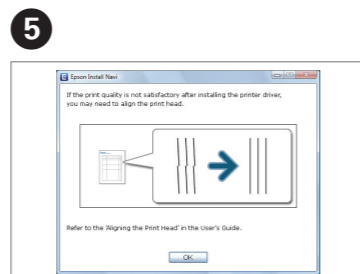 5
Epson Install Navi
If the print quality is not satisfactory after installing the printer driver,
you may need to align the print head.
Refer to the 'Aligning the Print Head' in the User's Guide.
OK